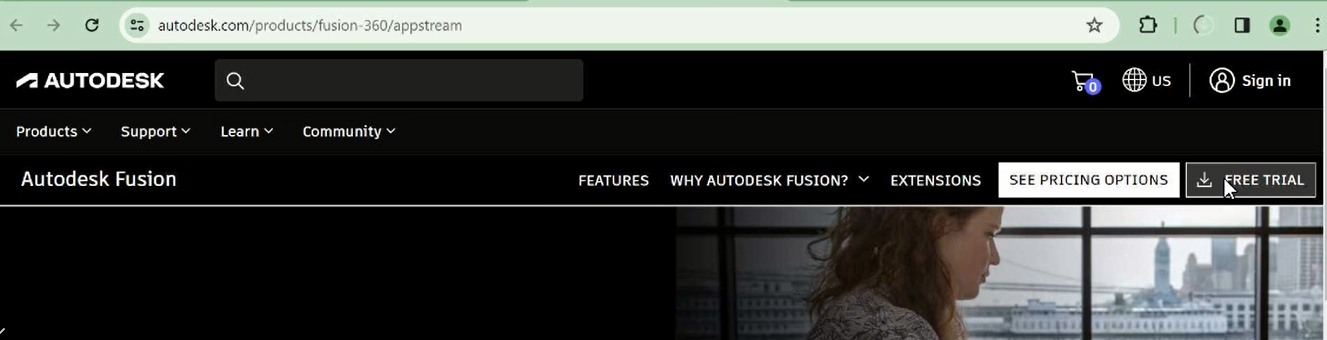 autodesk.com/products/fusion-360/appstream
AUTODESK
0
US
Sign in
Products
Support
Learn
Community
Autodesk Fusion
FEATURES
WHY AUTODESK FUSION?
EXTENSIONS
SEE PRICING OPTIONS
FREE TRIAL